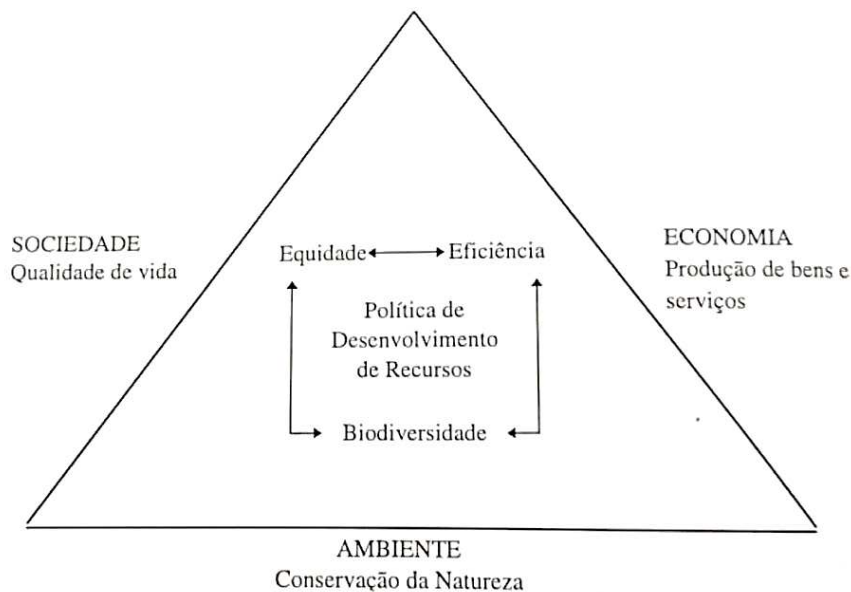 SOCIEDADE
Qualidade de vida
ECONOMIA
Produção de bens e
serviços
Equidade
Eficiência
Política de
Desenvolvimento
de Recursos
Biodiversidade
AMBIENTE
Conservação da Natureza